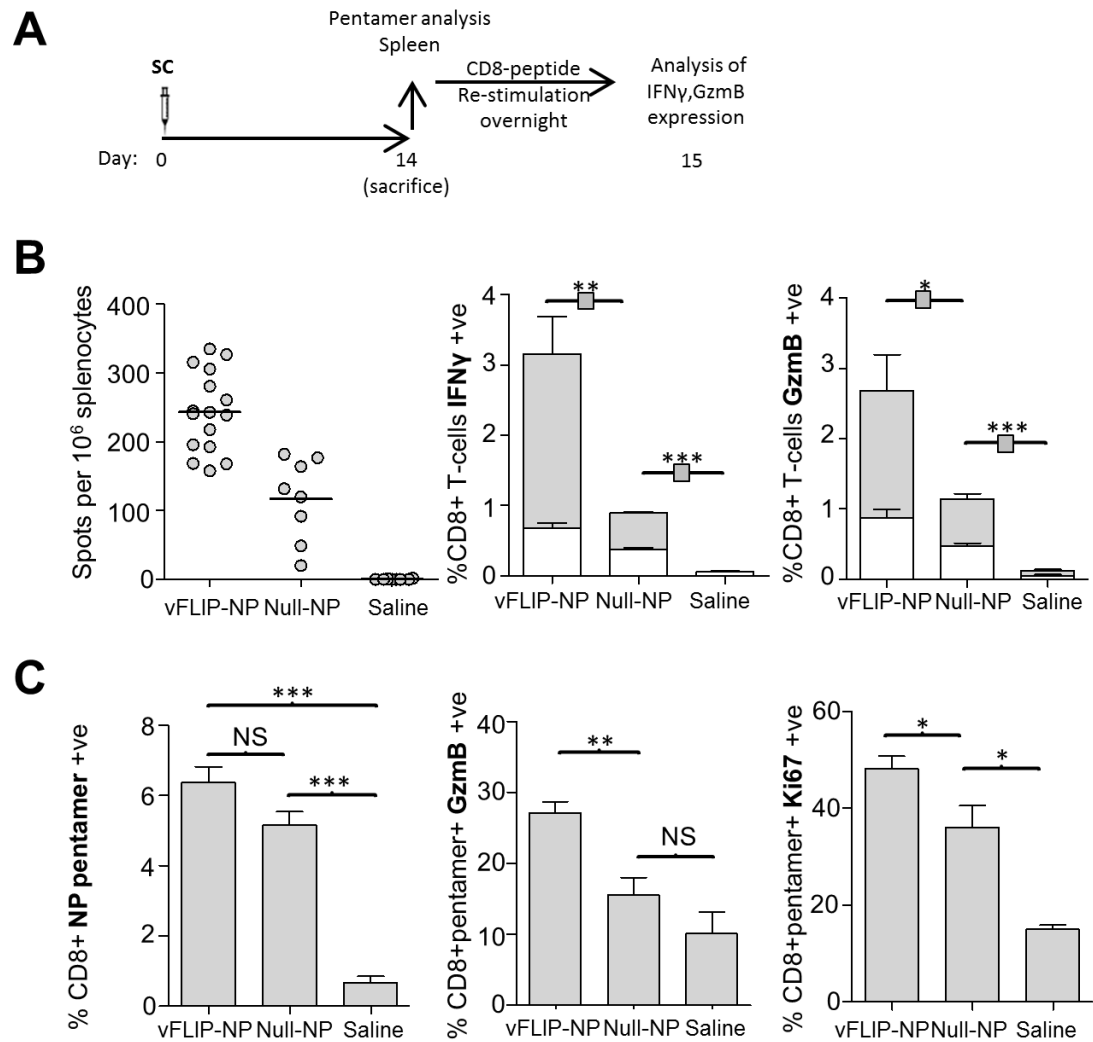 A
Pentamer analysis
Spleen
SC
CD8-peptide
Re-stimulation
overnight
Analysis of
IFNγ,GzmB
expression
Day: 0 14 15
(sacrifice)
B
Spots per 10⁶ splenocytes
400
300
200
100
0
vFLIP-NP Null-NP Saline
%CD8+ T-cells IFNγ +ve
4
3
2
1
0
**
***
vFLIP-NP Null-NP Saline
%CD8+ T-cells GzmB +ve
4
3
2
1
0
*
***
vFLIP-NP Null-NP Saline
C
% CD8+ NP pentamer +ve
8
6
4
2
0
***
NS
***
vFLIP-NP Null-NP Saline
% CD8+pentamer+ GzmB +ve
40
30
20
10
0
**
NS
vFLIP-NP Null-NP Saline
% CD8+pentamer+ Ki67 +ve
60
40
20
0
*
*
vFLIP-NP Null-NP Saline